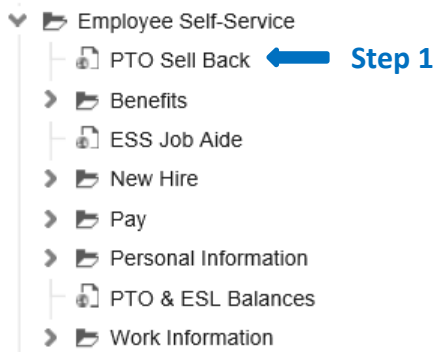 Employee Self-Service
PTO Sell Back Step 1
Benefits
ESS Job Aide
New Hire
Pay
Personal Information
PTO & ESL Balances
Work Information